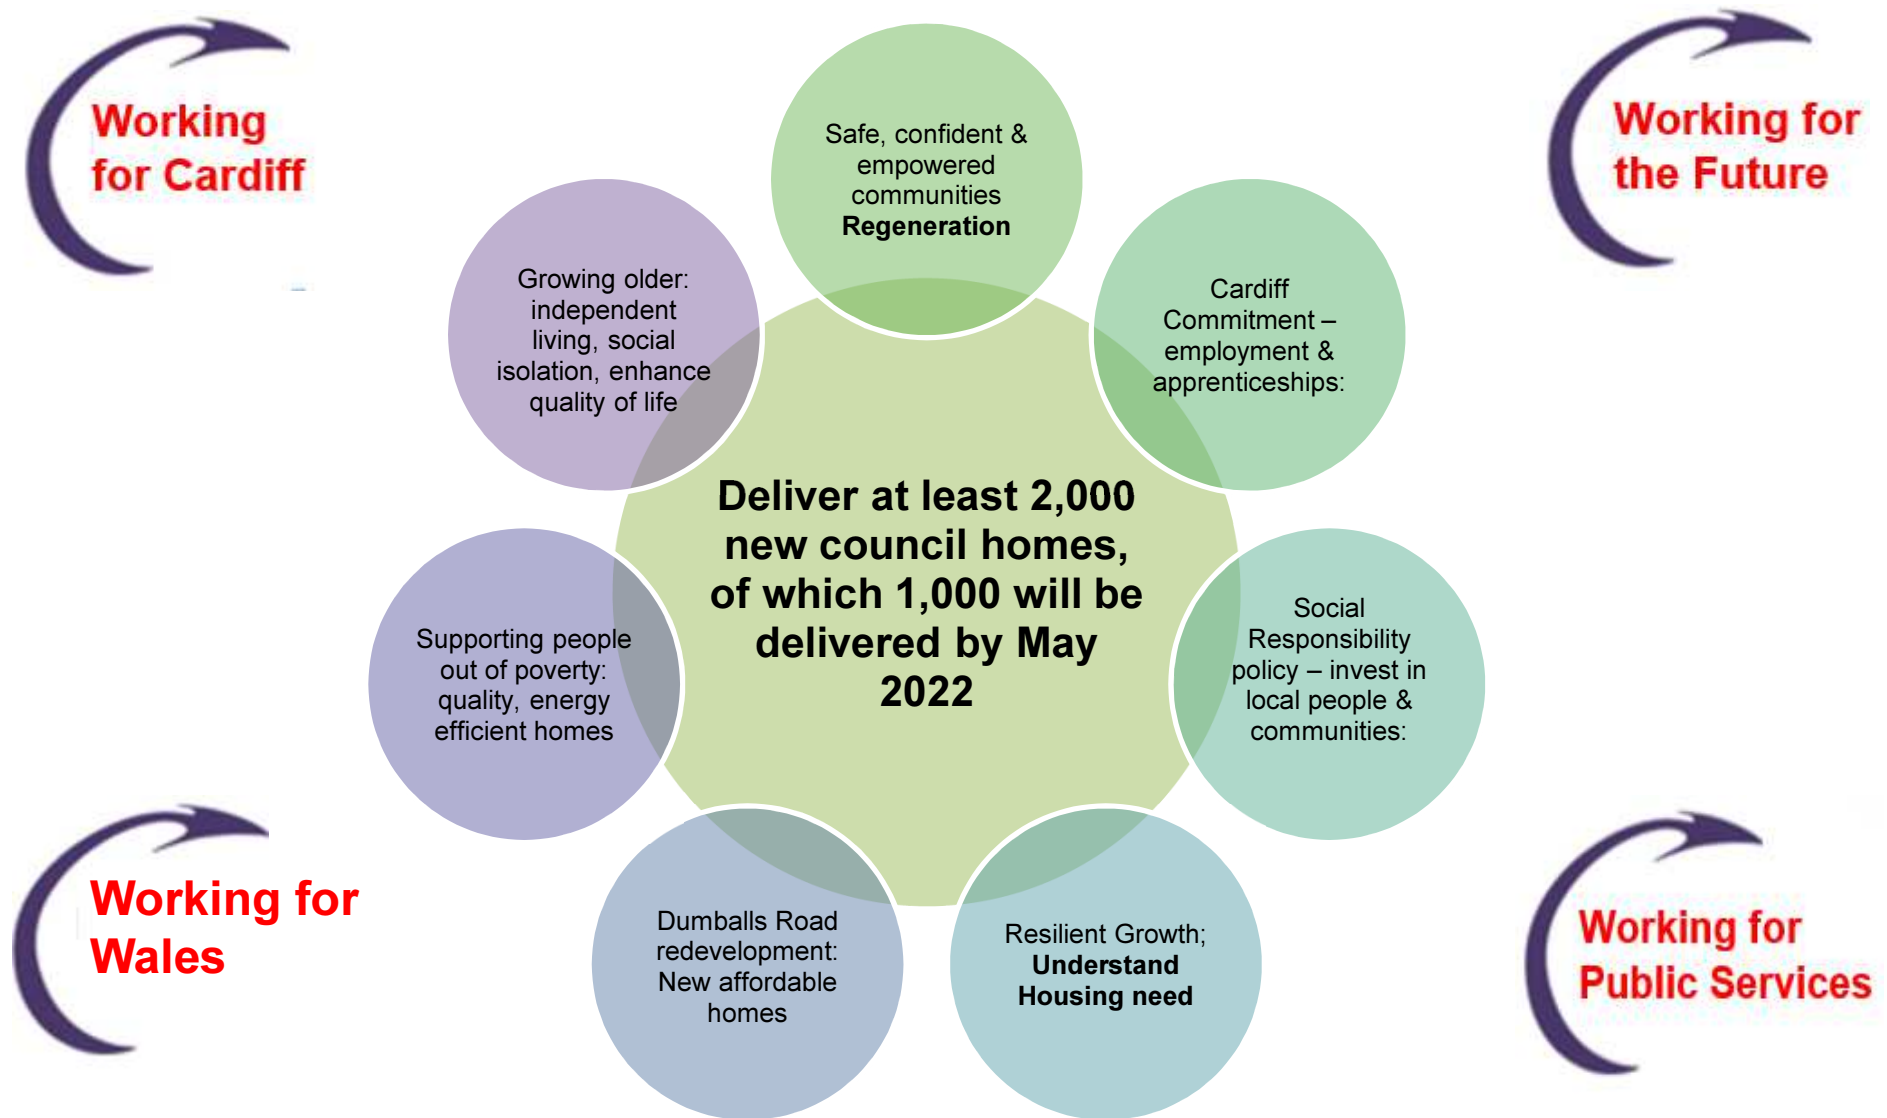 Working
for Cardiff
Working for
the Future
Safe, confident &
empowered
communities
Regeneration
Cardiff
Commitment –
employment &
apprenticeships:
Social
Responsibility
policy – invest in
local people &
communities:
Resilient Growth;
Understand
Housing need
Dumballs Road
redevelopment:
New affordable
homes
Supporting people
out of poverty:
quality, energy
efficient homes
Growing older:
independent
living, social
isolation, enhance
quality of life
Deliver at least 2,000
new council homes,
of which 1,000 will be
delivered by May
2022
Working for
Wales
Working for
Public Services